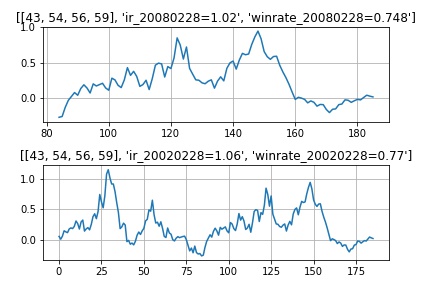 [[43, 54, 56, 59], 'ir_20080228=1.02', 'winrate_20080228=0.748']
1.0
0.5
0.0
80 100 120 140 160 180
[[43, 54, 56, 59], 'ir_20020228=1.06', 'winrate_20020228=0.77']
1.0
0.5
0.0
0 25 50 75 100 125 150 175